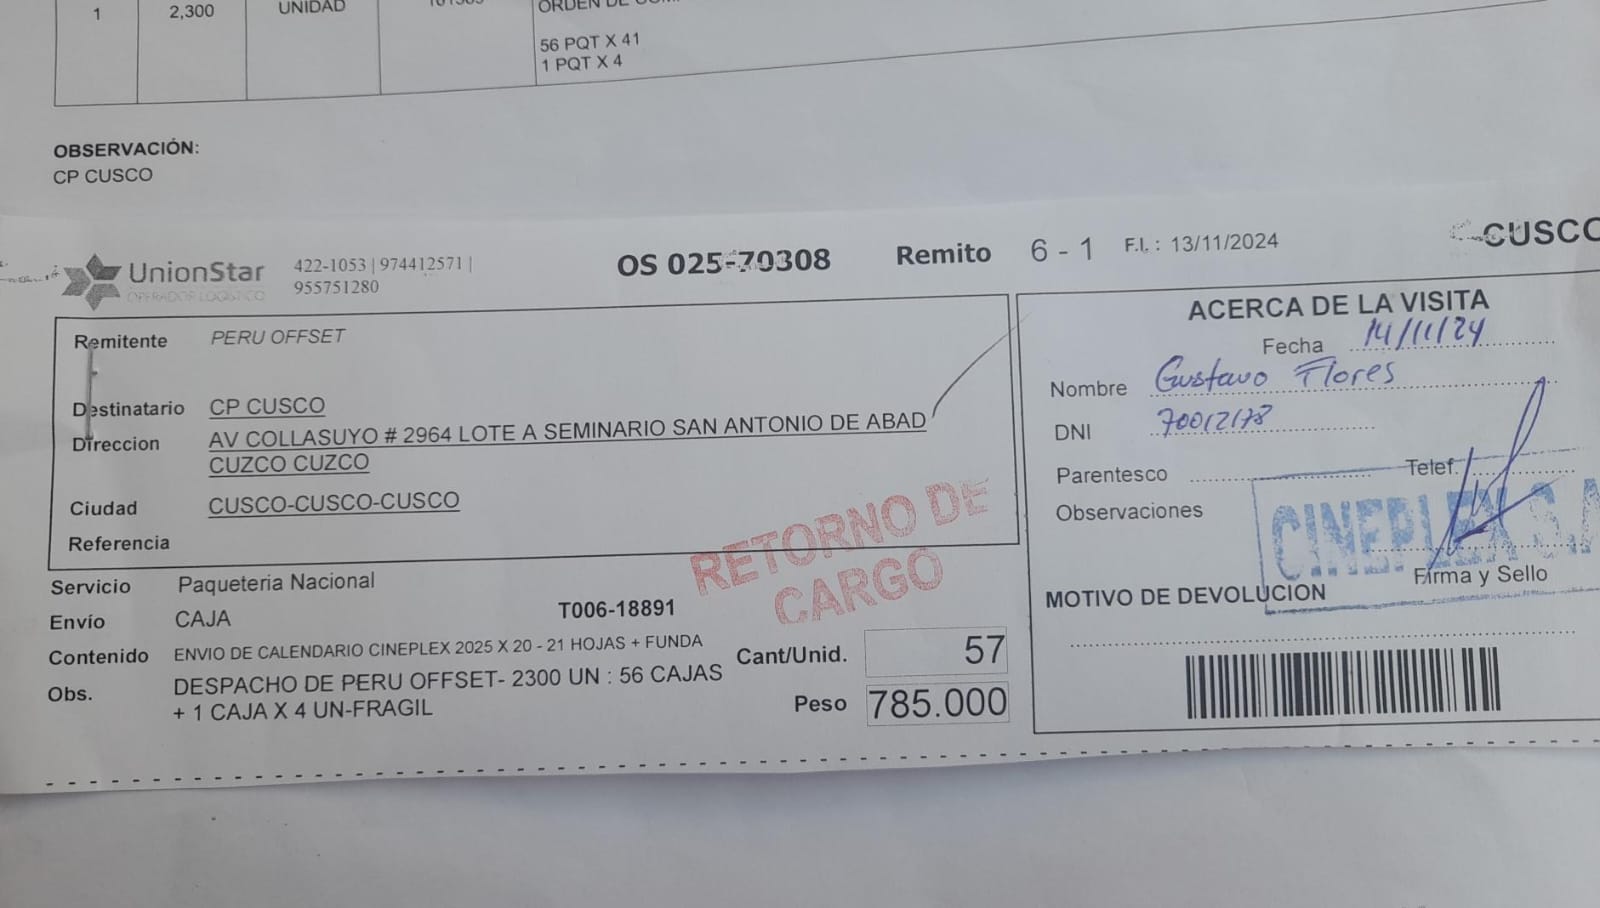 1 2,300 UNIDAD
56 PQT X 41
1 PQT X 4
OBSERVACIÓN:
CP CUSCO
UnionStar
OPERADOR LOGISTICO
422-1053 | 974412571 |
955751280
OS 025-70308
Remito 6 - 1 F.I. : 13/11/2024
CUSCO
Remitente PERU OFFSET
Destinatario CP CUSCO
Direccion AV COLLASUYO # 2964 LOTE A SEMINARIO SAN ANTONIO DE ABAD
CUZCO CUZCO
Ciudad CUSCO-CUSCO-CUSCO
Referencia
RETORNO DE
CARGO
Servicio Paqueteria Nacional
Envío CAJA T006-18891
Contenido ENVIO DE CALENDARIO CINEPLEX 2025 X 20 - 21 HOJAS + FUNDA
Obs. DESPACHO DE PERU OFFSET- 2300 UN : 56 CAJAS
+ 1 CAJA X 4 UN-FRAGIL
Cant/Unid. 57
Peso 785.000
ACERCA DE LA VISITA
Fecha 14/11/24
Nombre Gustavo Flores
DNI 70012178
Parentesco Telef.
Observaciones
CINEPLEX S.A
Firma y Sello
MOTIVO DE DEVOLUCION